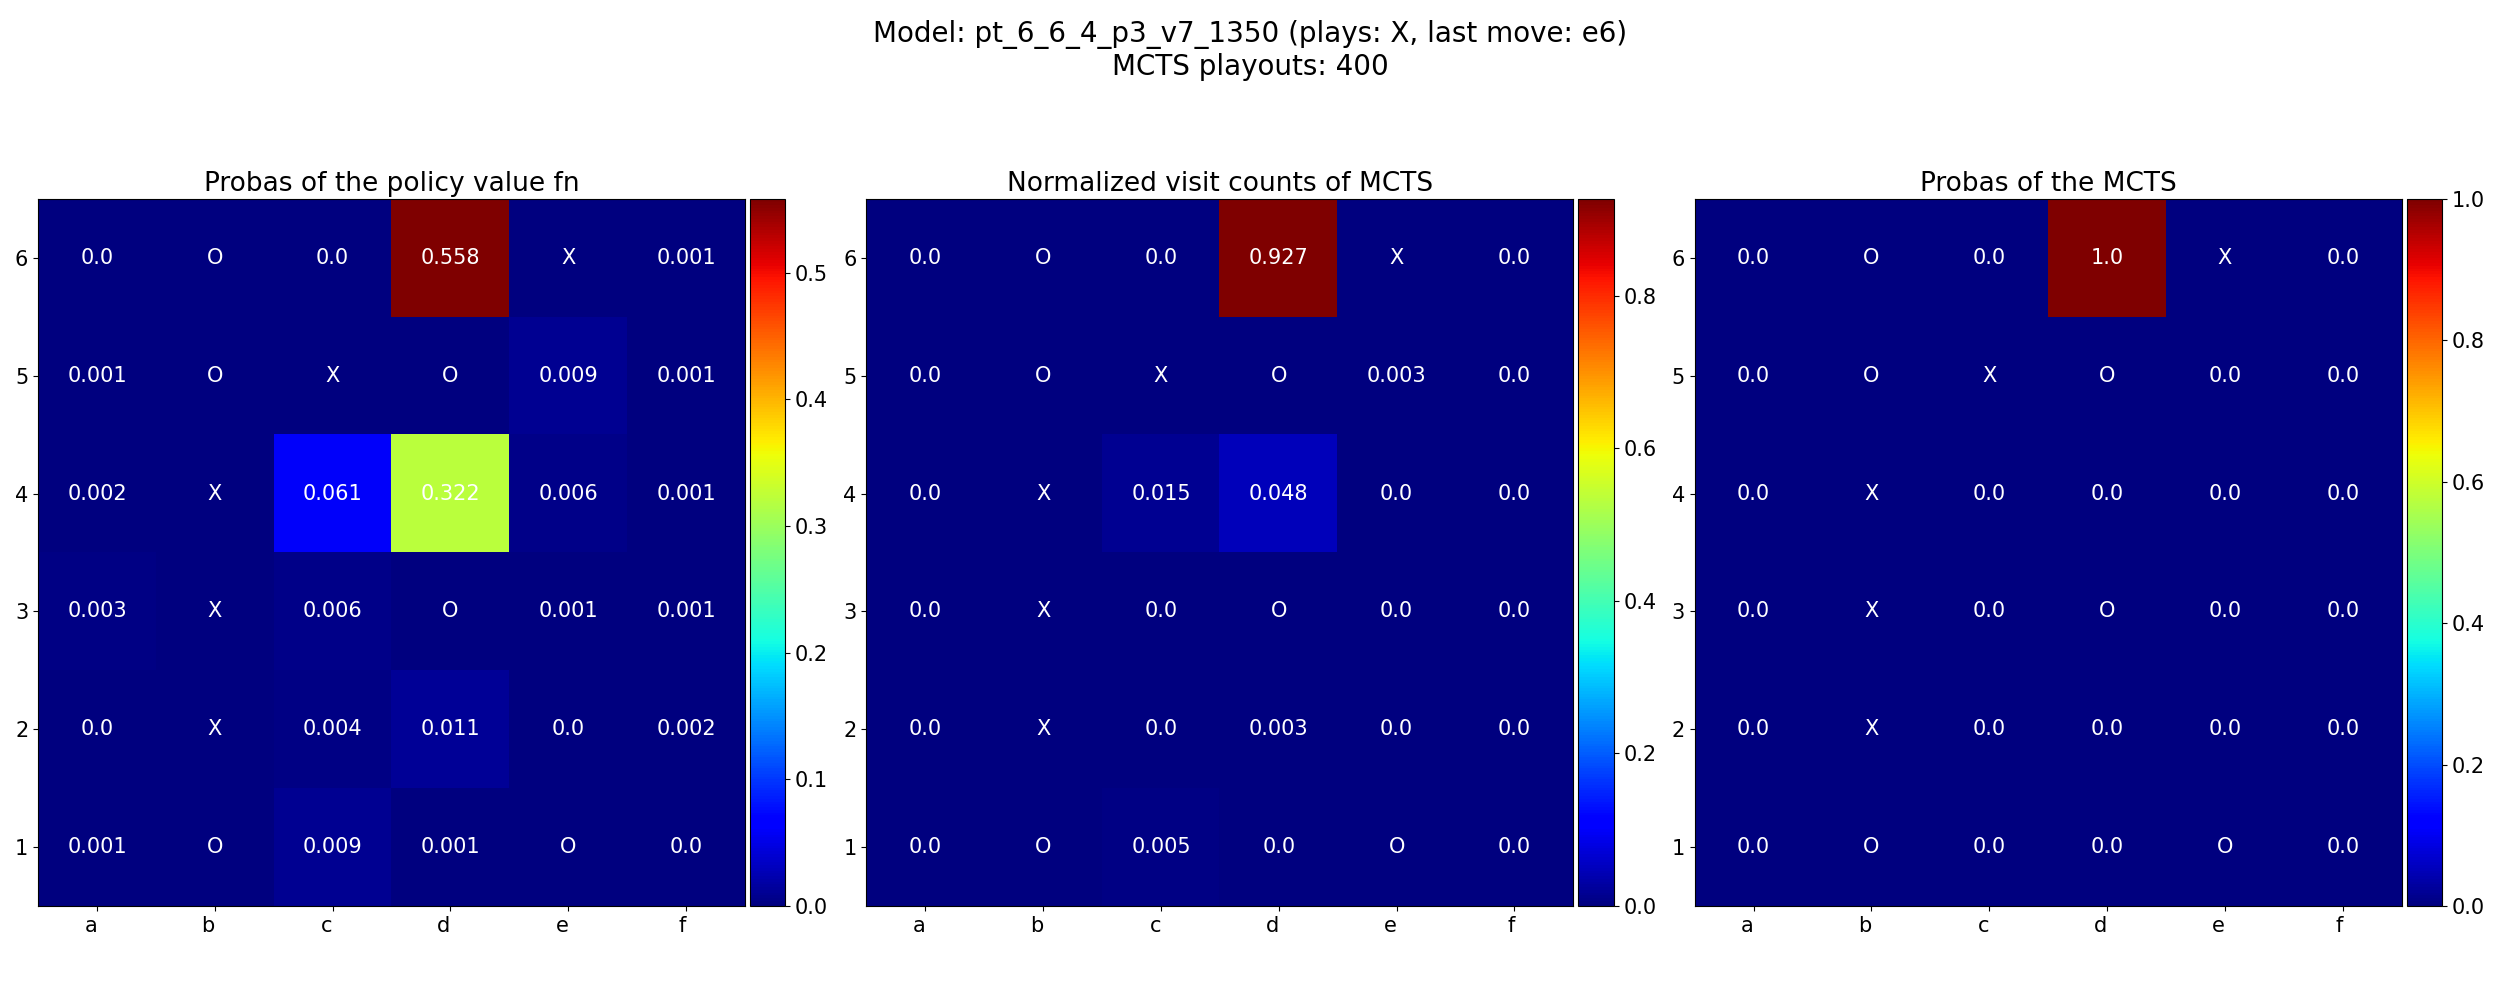 Model: pt_6_6_4_p3_v7_1350 (plays: X, last move: e6)
MCTS playouts: 400
Probas of the policy value fn
6 0.0 O 0.0 0.558 X 0.001
5 0.001 O X O 0.009 0.001
4 0.002 X 0.061 0.322 0.006 0.001
3 0.003 X 0.006 O 0.001 0.001
2 0.0 X 0.004 0.011 0.0 0.002
1 0.001 O 0.009 0.001 O 0.0
a b c d e f
0.5
0.4
0.3
0.2
0.1
0.0
Normalized visit counts of MCTS
6 0.0 O 0.0 0.927 X 0.0
5 0.0 O X O 0.003 0.0
4 0.0 X 0.015 0.048 0.0 0.0
3 0.0 X 0.0 O 0.0 0.0
2 0.0 X 0.0 0.003 0.0 0.0
1 0.0 O 0.005 0.0 O 0.0
a b c d e f
0.8
0.6
0.4
0.2
0.0
Probas of the MCTS
6 0.0 O 0.0 1.0 X 0.0
5 0.0 O X O 0.0 0.0
4 0.0 X 0.0 0.0 0.0 0.0
3 0.0 X 0.0 O 0.0 0.0
2 0.0 X 0.0 0.0 0.0 0.0
1 0.0 O 0.0 0.0 O 0.0
a b c d e f
1.0
0.8
0.6
0.4
0.2
0.0